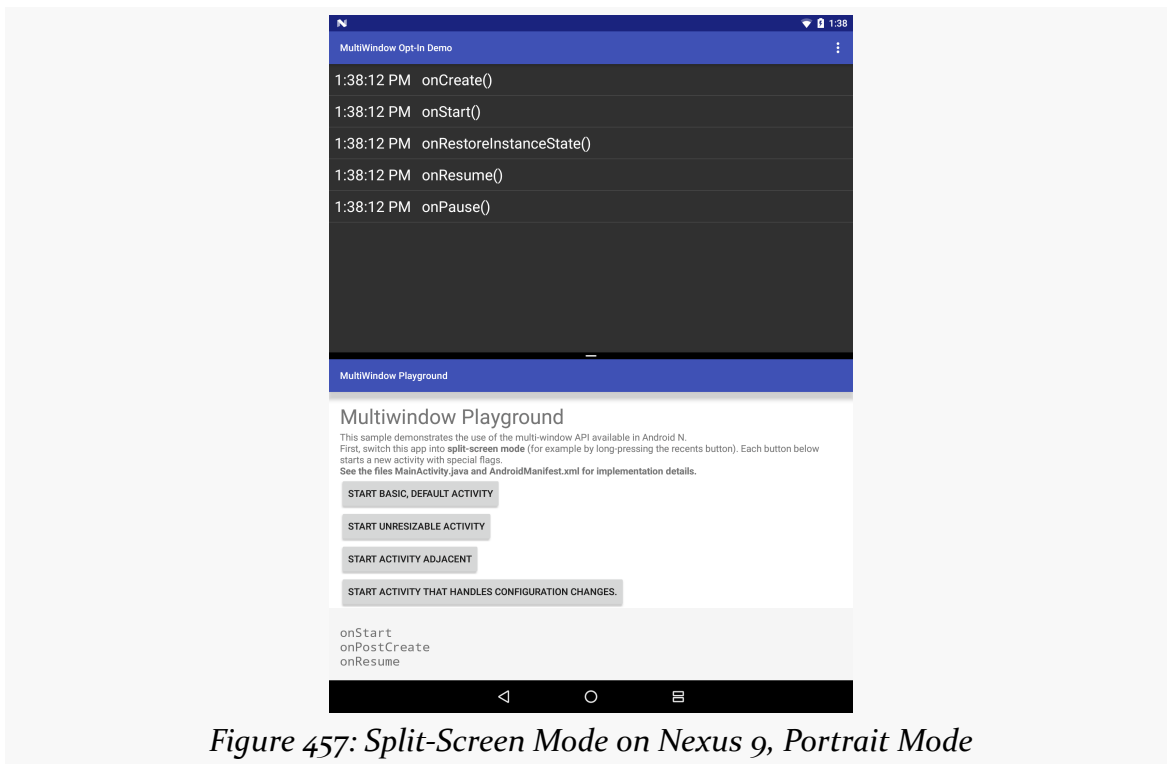 1:38
MultiWindow Opt-In Demo
1:38:12 PM onCreate()
1:38:12 PM onStart()
1:38:12 PM onRestoreInstanceState()
1:38:12 PM onResume()
1:38:12 PM onPause()
MultiWindow Playground
Multiwindow Playground
This sample demonstrates the use of the multi-window API available in Android N.
First, switch this app into split-screen mode (for example by long-pressing the recents button). Each button below
starts a new activity with special flags.
See the files MainActivity.java and AndroidManifest.xml for implementation details.
START BASIC, DEFAULT ACTIVITY
START UNRESIZABLE ACTIVITY
START ACTIVITY ADJACENT
START ACTIVITY THAT HANDLES CONFIGURATION CHANGES.
onStart
onPostCreate
onResume
Figure 457: Split-Screen Mode on Nexus 9, Portrait Mode